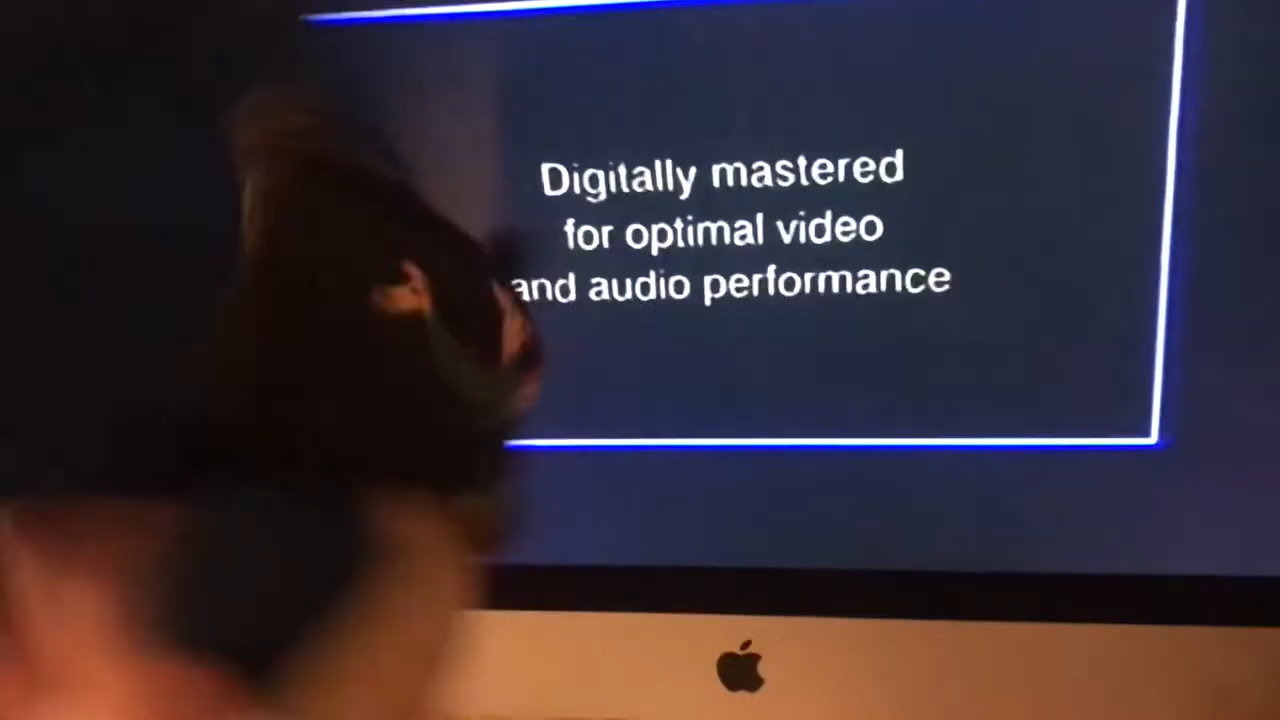 Digitally mastered
for optimal video
and audio performance